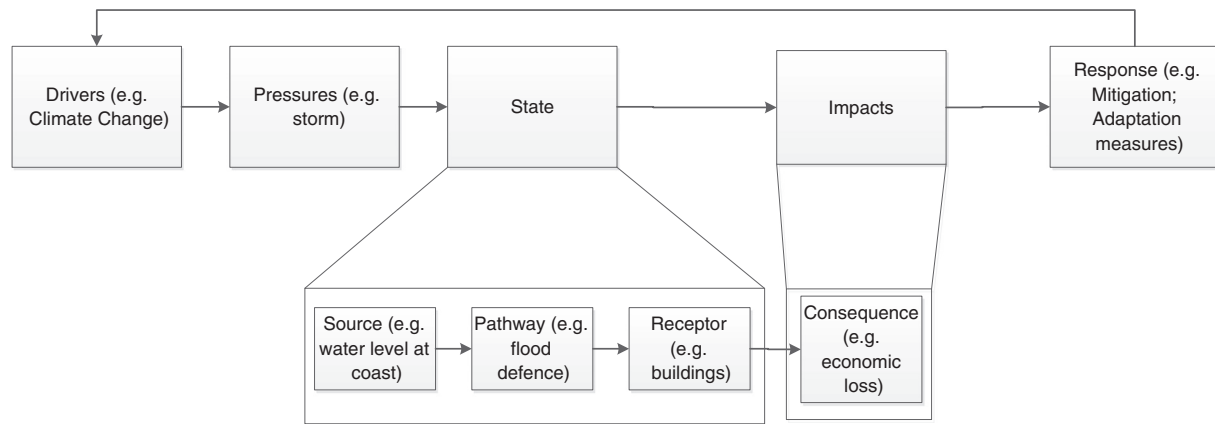 Drivers (e.g.
Climate Change)
Pressures (e.g.
storm)
State
Impacts
Response (e.g.
Mitigation;
Adaptation
measures)
Source (e.g.
water level at
coast)
Pathway (e.g.
flood
defence)
Receptor
(e.g.
buildings)
Consequence
(e.g.
economic
loss)